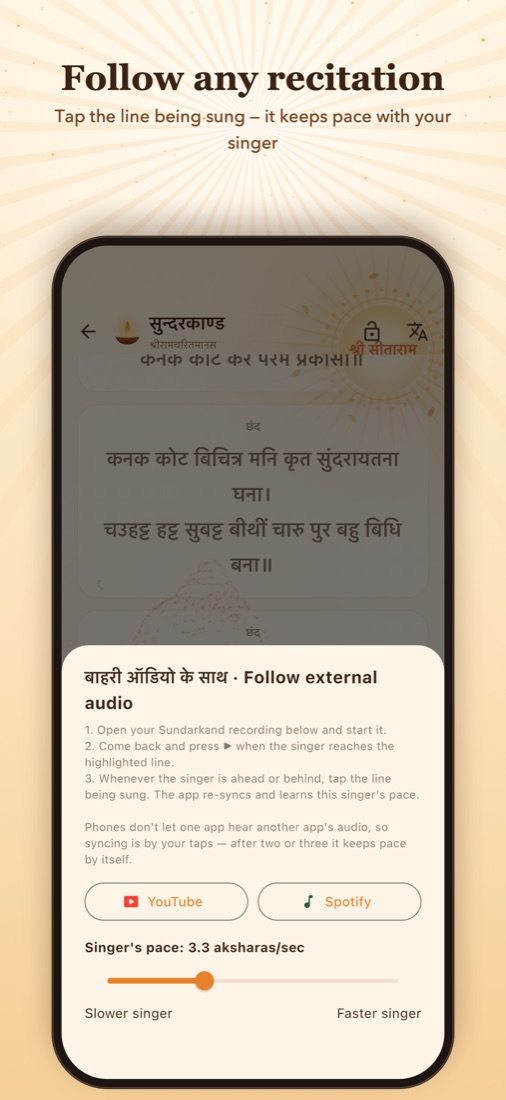 Follow any recitation
Tap the line being sung – it keeps pace with your
singer
सुन्दरकाण्ड
श्रीरामचरितमानस
श्री सीताराम
कनक कोट कर परम प्रकासा॥
छंद
कनक कोट बिचित्र मनि कृत सुंदरायतना
घना।
चउहट्ट हट्ट सुबट्ट बीथीं चारु पुर बहु बिधि
बना॥
छंद
बाहरी ऑडियो के साथ · Follow external
audio
1. Open your Sundarkand recording below and start it.
2. Come back and press ▶ when the singer reaches the
highlighted line.
3. Whenever the singer is ahead or behind, tap the line
being sung. The app re-syncs and learns this singer's pace.
Phones don't let one app hear another app's audio, so
syncing is by your taps — after two or three it keeps pace
by itself.
YouTube
Spotify
Singer's pace: 3.3 aksharas/sec
Slower singer
Faster singer